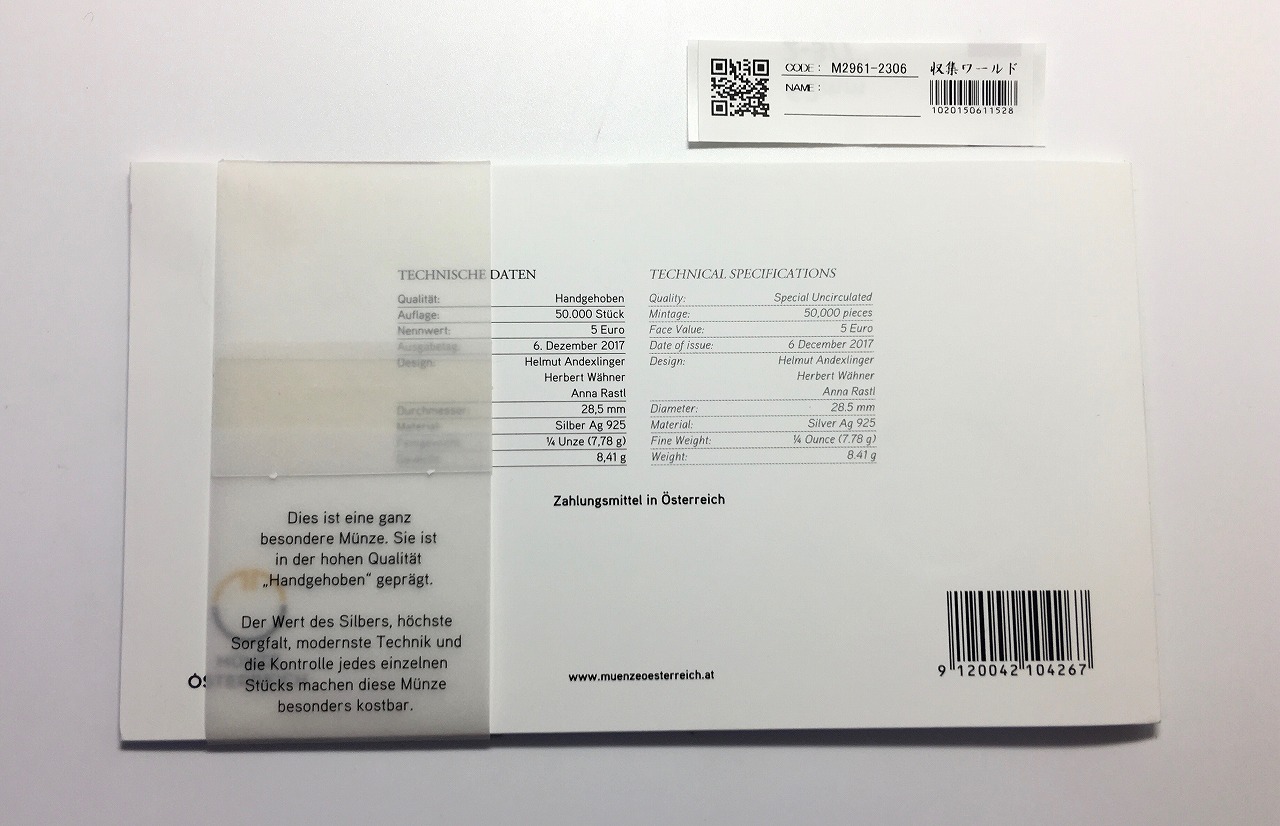 CODE: M2961-2306
収集ワールド
NAME:
1020150611528
TECHNISCHE DATEN
Qualität: Handgehoben
Auflage: 50.000 Stück
Nennwert: 5 Euro
Ausgabetag: 6. Dezember 2017
Design: Helmut Andexlinger
Herbert Wähner
Anna Rastl
Durchmesser: 28,5 mm
Material: Silber Ag 925
Feingewicht: ¼ Unze (7,78 g)
8,41 g
TECHNICAL SPECIFICATIONS
Quality: Special Uncirculated
Mintage: 50,000 pieces
Face Value: 5 Euro
Date of issue: 6 December 2017
Design: Helmut Andexlinger
Herbert Wähner
Anna Rastl
Diameter: 28.5 mm
Material: Silver Ag 925
Fine Weight: ¼ Ounce (7.78 g)
Weight: 8.41 g
Zahlungsmittel in Österreich
Dies ist eine ganz
besondere Münze. Sie ist
in der hohen Qualität
„Handgehoben“ geprägt.
Der Wert des Silbers, höchste
Sorgfalt, modernste Technik und
die Kontrolle jedes einzelnen
Stücks machen diese Münze
besonders kostbar.
MÜNZE
ÖSTERREICH
www.muenzeoesterreich.at
9 120042 104267